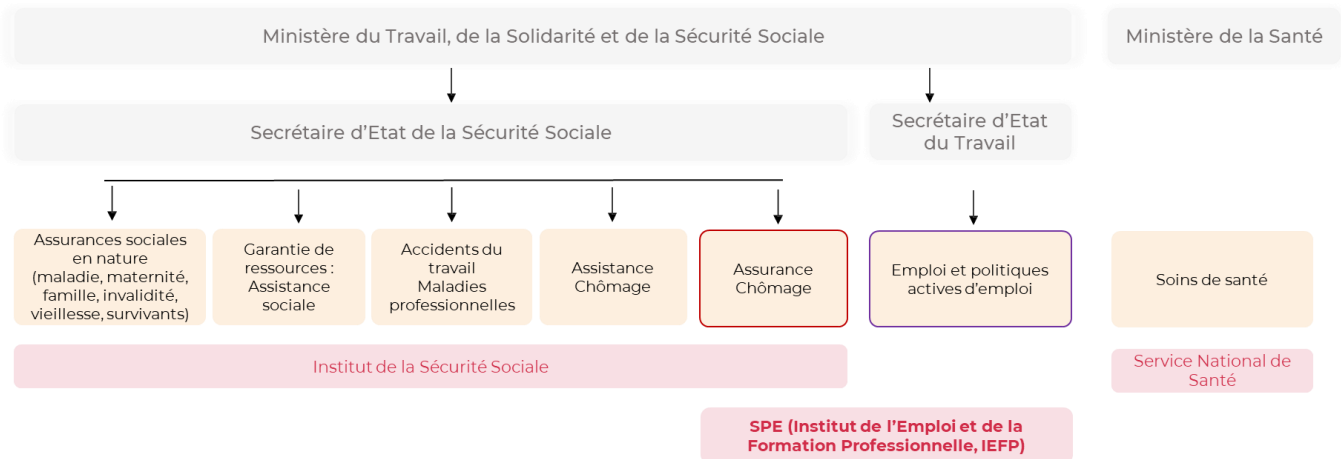 Ministère du Travail, de la Solidarité et de la Sécurité Sociale
Ministère de la Santé
Secrétaire d’Etat de la Sécurité Sociale
Secrétaire d’Etat
du Travail
Assurances sociales
en nature
(maladie, maternité,
famille, invalidité,
vieillesse, survivants)
Garantie de
ressources :
Assistance
sociale
Accidents du
travail
Maladies
professionnelles
Assistance
Chômage
Assurance
Chômage
Emploi et politiques
actives d’emploi
Soins de santé
Institut de la Sécurité Sociale
Service National de
Santé
SPE (Institut de l’Emploi et de la
Formation Professionnelle, IEFP)